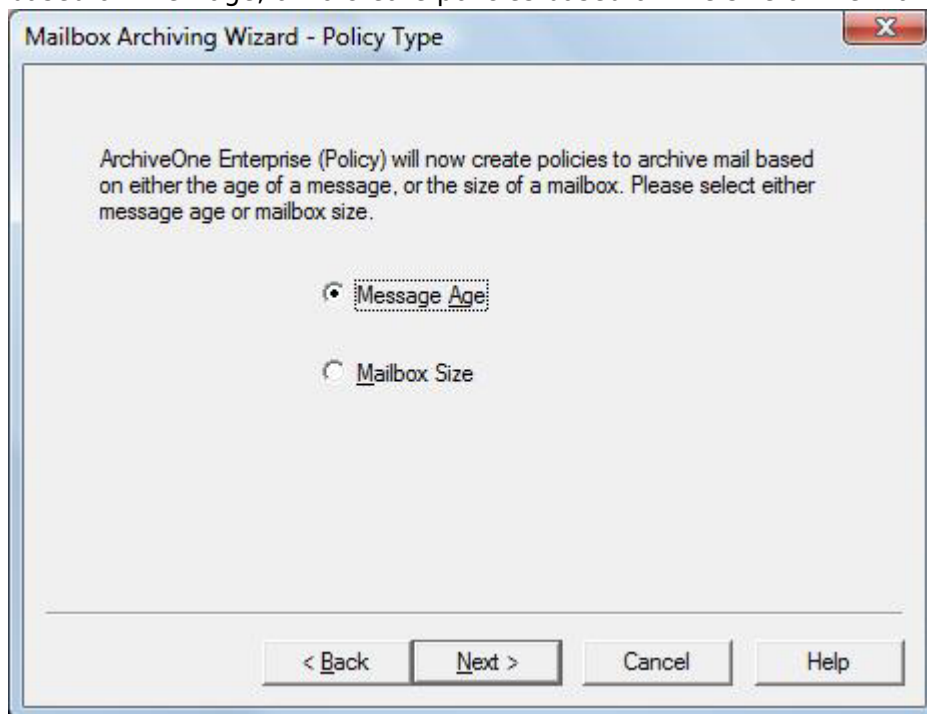 Mailbox Archiving Wizard - Policy Type
X
ArchiveOne Enterprise (Policy) will now create policies to archive mail based
on either the age of a message, or the size of a mailbox. Please select either
message age or mailbox size.
Message Age
Mailbox Size
< Back Next > Cancel Help